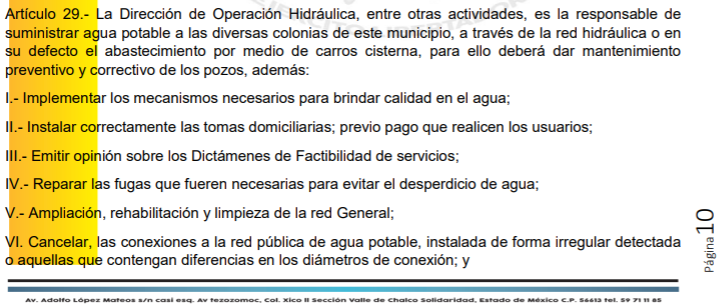 Artículo 29.- La Dirección de Operación Hidráulica, entre otras actividades, es la responsable de
suministrar agua potable a las diversas colonias de este municipio, a través de la red hidráulica o en
su defecto el abastecimiento por medio de carros cisterna, para ello deberá dar mantenimiento
preventivo y correctivo de los pozos, además:
I.- Implementar los mecanismos necesarios para brindar calidad en el agua;
II.- Instalar correctamente las tomas domiciliarias; previo pago que realicen los usuarios;
III.- Emitir opinión sobre los Dictámenes de Factibilidad de servicios;
IV.- Reparar las fugas que fueren necesarias para evitar el desperdicio de agua;
V.- Ampliación, rehabilitación y limpieza de la red General;
VI. Cancelar, las conexiones a la red pública de agua potable, instalada de forma irregular detectada
o aquellas que contengan diferencias en los diámetros de conexión; y
Página 10
Av. Adolfo López Mateos s/n casi esq. Av tezozomoc, Col. Xico II Sección Valle de Chalco Solidaridad, Estado de México C.P. 56613 tel. 59 71 11 85